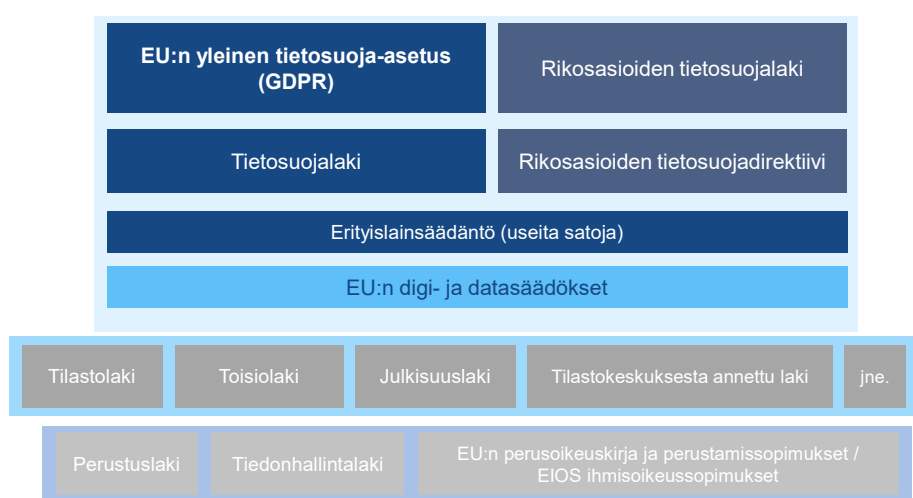 EU:n yleinen tietosuoja-asetus
(GDPR)
Rikosasioiden tietosuojalaki
Tietosuojalaki
Rikosasioiden tietosuojadirektiivi
Erityislainsäädäntö (useita satoja)
EU:n digi- ja datasäädökset
Tilastolaki
Toisiolaki
Julkisuuslaki
Tilastokeskuksesta annettu laki
jne.
Perustuslaki
Tiedonhallintalaki
EU:n perusoikeuskirja ja perustamissopimukset /
EIOS ihmisoikeussopimukset